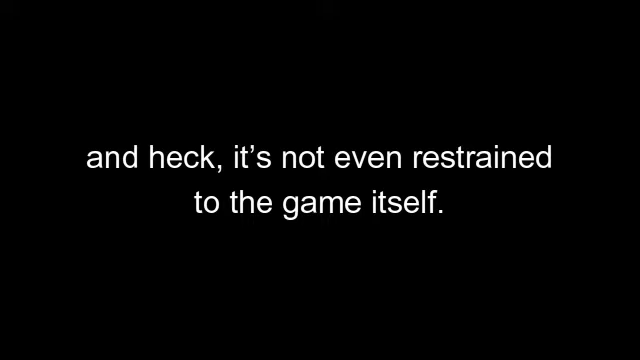 and heck, it’s not even restrained
to the game itself.